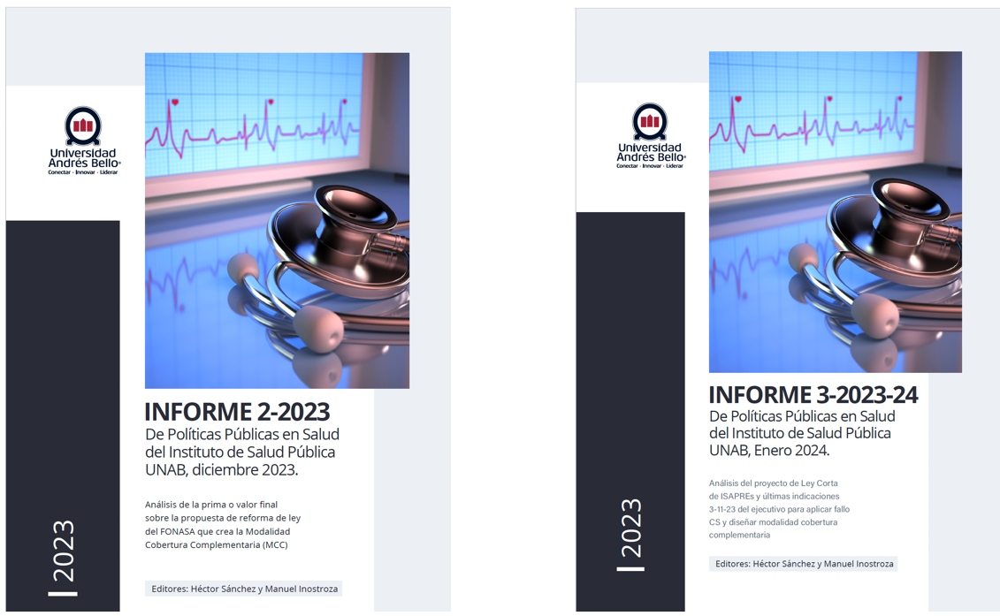 Universidad
Andrés Bello®
Conectar · Innovar · Liderar
INFORME 2-2023
De Políticas Públicas en Salud
del Instituto de Salud Pública
UNAB, diciembre 2023.
Análisis de la prima o valor final
sobre la propuesta de reforma de ley
del FONASA que crea la Modalidad
Cobertura Complementaria (MCC)
Editores: Héctor Sánchez y Manuel Inostroza
2023
Universidad
Andrés Bello®
Conectar · Innovar · Liderar
INFORME 3-2023-24
De Políticas Públicas en Salud
del Instituto de Salud Pública
UNAB, Enero 2024.
Análisis del proyecto de Ley Corta
de ISAPREs y últimas indicaciones
3-11-23 del ejecutivo para aplicar fallo
CS y diseñar modalidad cobertura
complementaria
Editores: Héctor Sánchez y Manuel Inostroza
2023